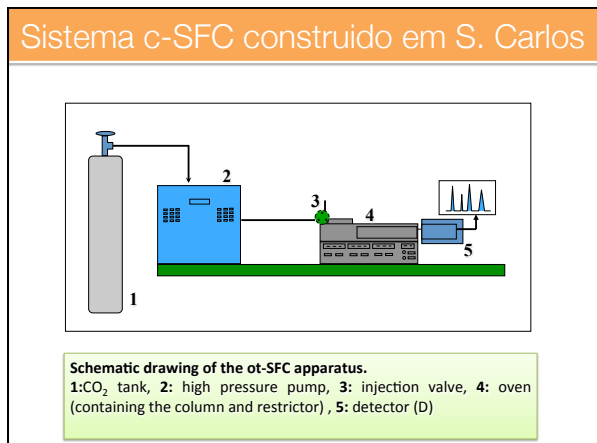 Sistema c-SFC construido em S. Carlos
2
3
4
5
1
Schematic drawing of the ot-SFC apparatus.
1:CO₂ tank, 2: high pressure pump, 3: injection valve, 4: oven
(containing the column and restrictor) , 5: detector (D)